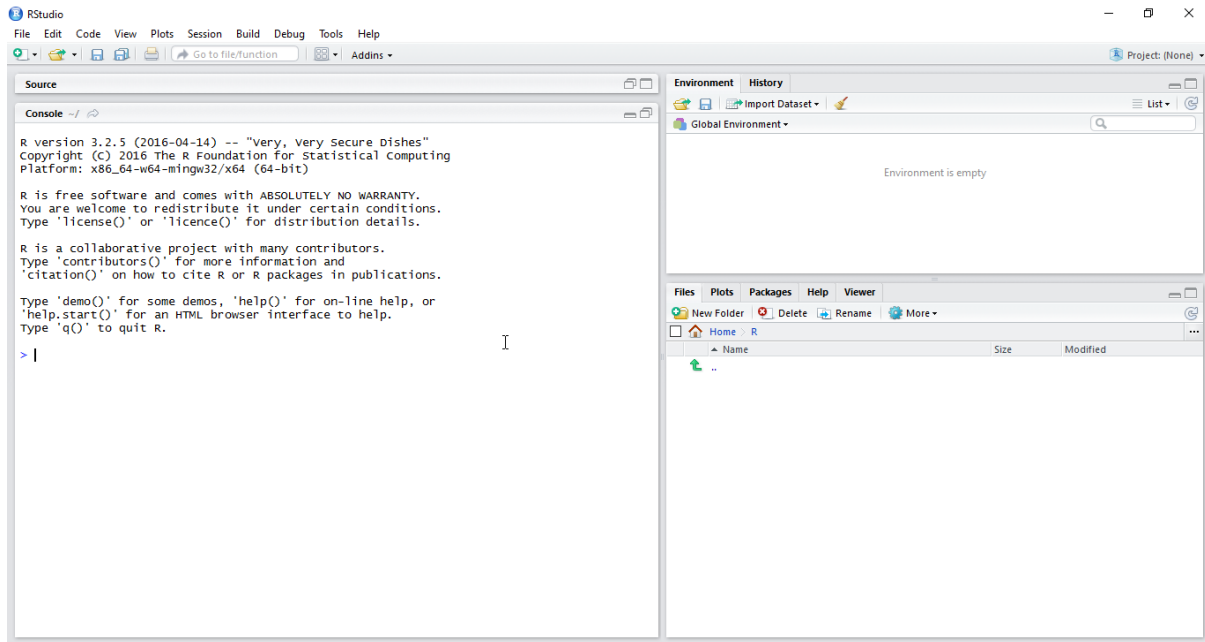 RStudio
File Edit Code View Plots Session Build Debug Tools Help
Go to file/function Addins Project: (None)
Source
Console ~/
R version 3.2.5 (2016-04-14) -- "Very, Very Secure Dishes"
Copyright (C) 2016 The R Foundation for Statistical Computing
Platform: x86_64-w64-mingw32/x64 (64-bit)
R is free software and comes with ABSOLUTELY NO WARRANTY.
You are welcome to redistribute it under certain conditions.
Type 'license()' or 'licence()' for distribution details.
R is a collaborative project with many contributors.
Type 'contributors()' for more information and
'citation()' on how to cite R or R packages in publications.
Type 'demo()' for some demos, 'help()' for on-line help, or
'help.start()' for an HTML browser interface to help.
Type 'q()' to quit R.
>
Environment History
Import Dataset List
Global Environment
Environment is empty
Files Plots Packages Help Viewer
New Folder Delete Rename More
Home R ...
Name Size Modified
..